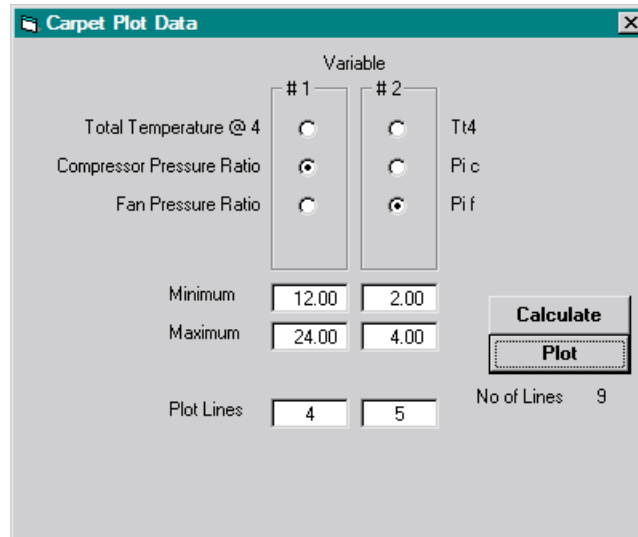 Carpet Plot Data
Variable
# 1 # 2
Total Temperature @ 4 Tt4
Compressor Pressure Ratio Pi c
Fan Pressure Ratio Pi f
Minimum 12.00 2.00
Maximum 24.00 4.00
Calculate
Plot
Plot Lines 4 5
No of Lines 9